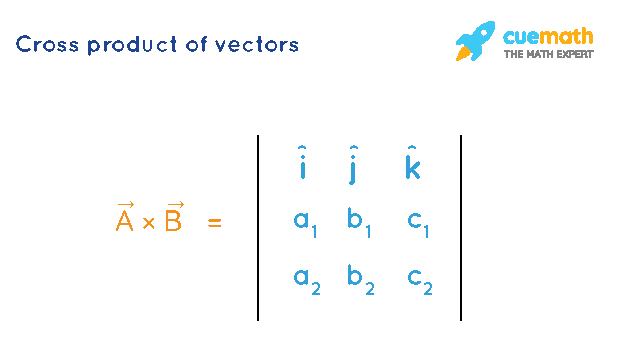 Cross product of vectors
cuemath
THE MATH EXPERT
î ĵ k̂
A⃗ × B⃗ = a₁ b₁ c₁
a₂ b₂ c₂